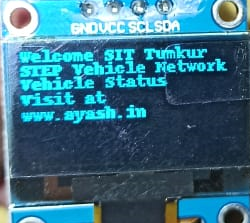 GND VCC SCL SDA
Welcome SIT Tumkur
STEP Vehicle Network
Vehicle Status
Visit at
www.ayash.in